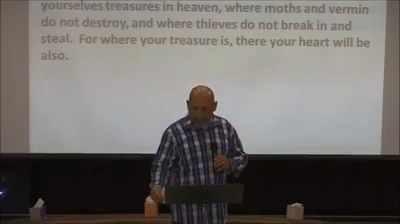 yourselves treasures in heaven, where moths and vermin
do not destroy, and where thieves do not break in and
steal.  For where your treasure is, there your heart will be
also.